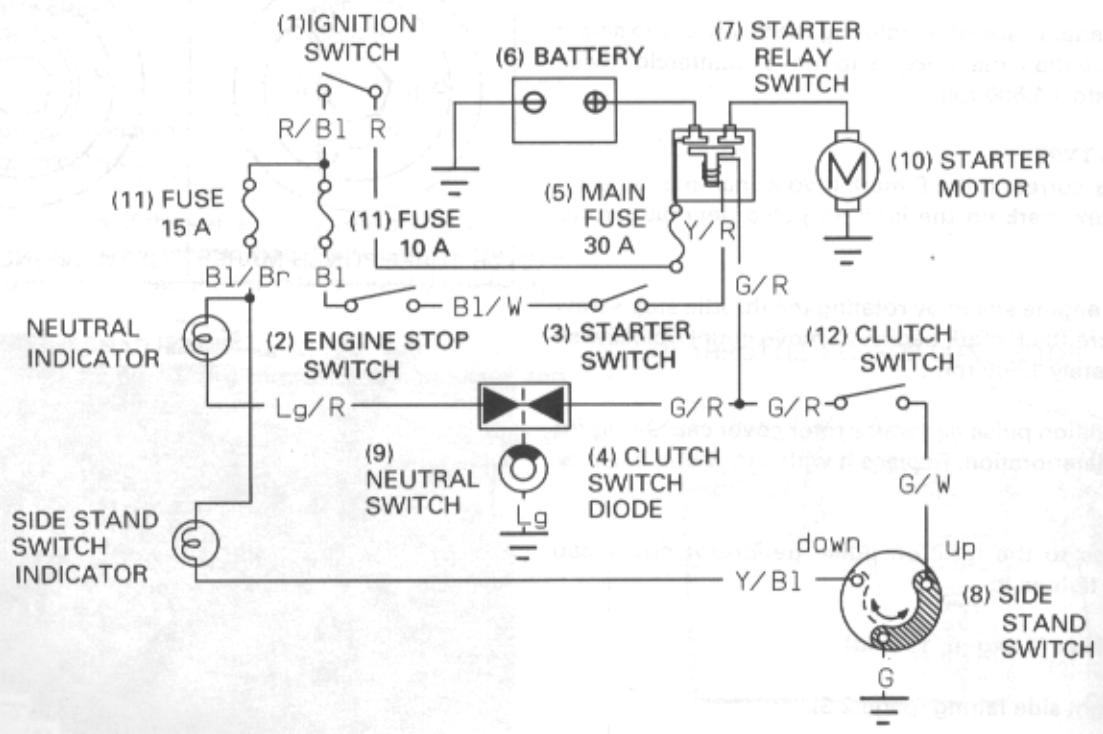 (1)IGNITION
SWITCH
(6) BATTERY
(7) STARTER
RELAY
SWITCH
R/Bl
R
(11) FUSE
15 A
(11) FUSE
10 A
(5) MAIN
FUSE
30 A
(10) STARTER
MOTOR
M
Y/R
Bl/Br
Bl
G/R
Bl/W
NEUTRAL
INDICATOR
(2) ENGINE STOP
SWITCH
(3) STARTER
SWITCH
(12) CLUTCH
SWITCH
Lg/R
G/R
G/R
(9)
NEUTRAL
SWITCH
(4) CLUTCH
SWITCH
DIODE
G/W
Lg
SIDE STAND
SWITCH
INDICATOR
down
up
Y/Bl
(8) SIDE
STAND
SWITCH
G